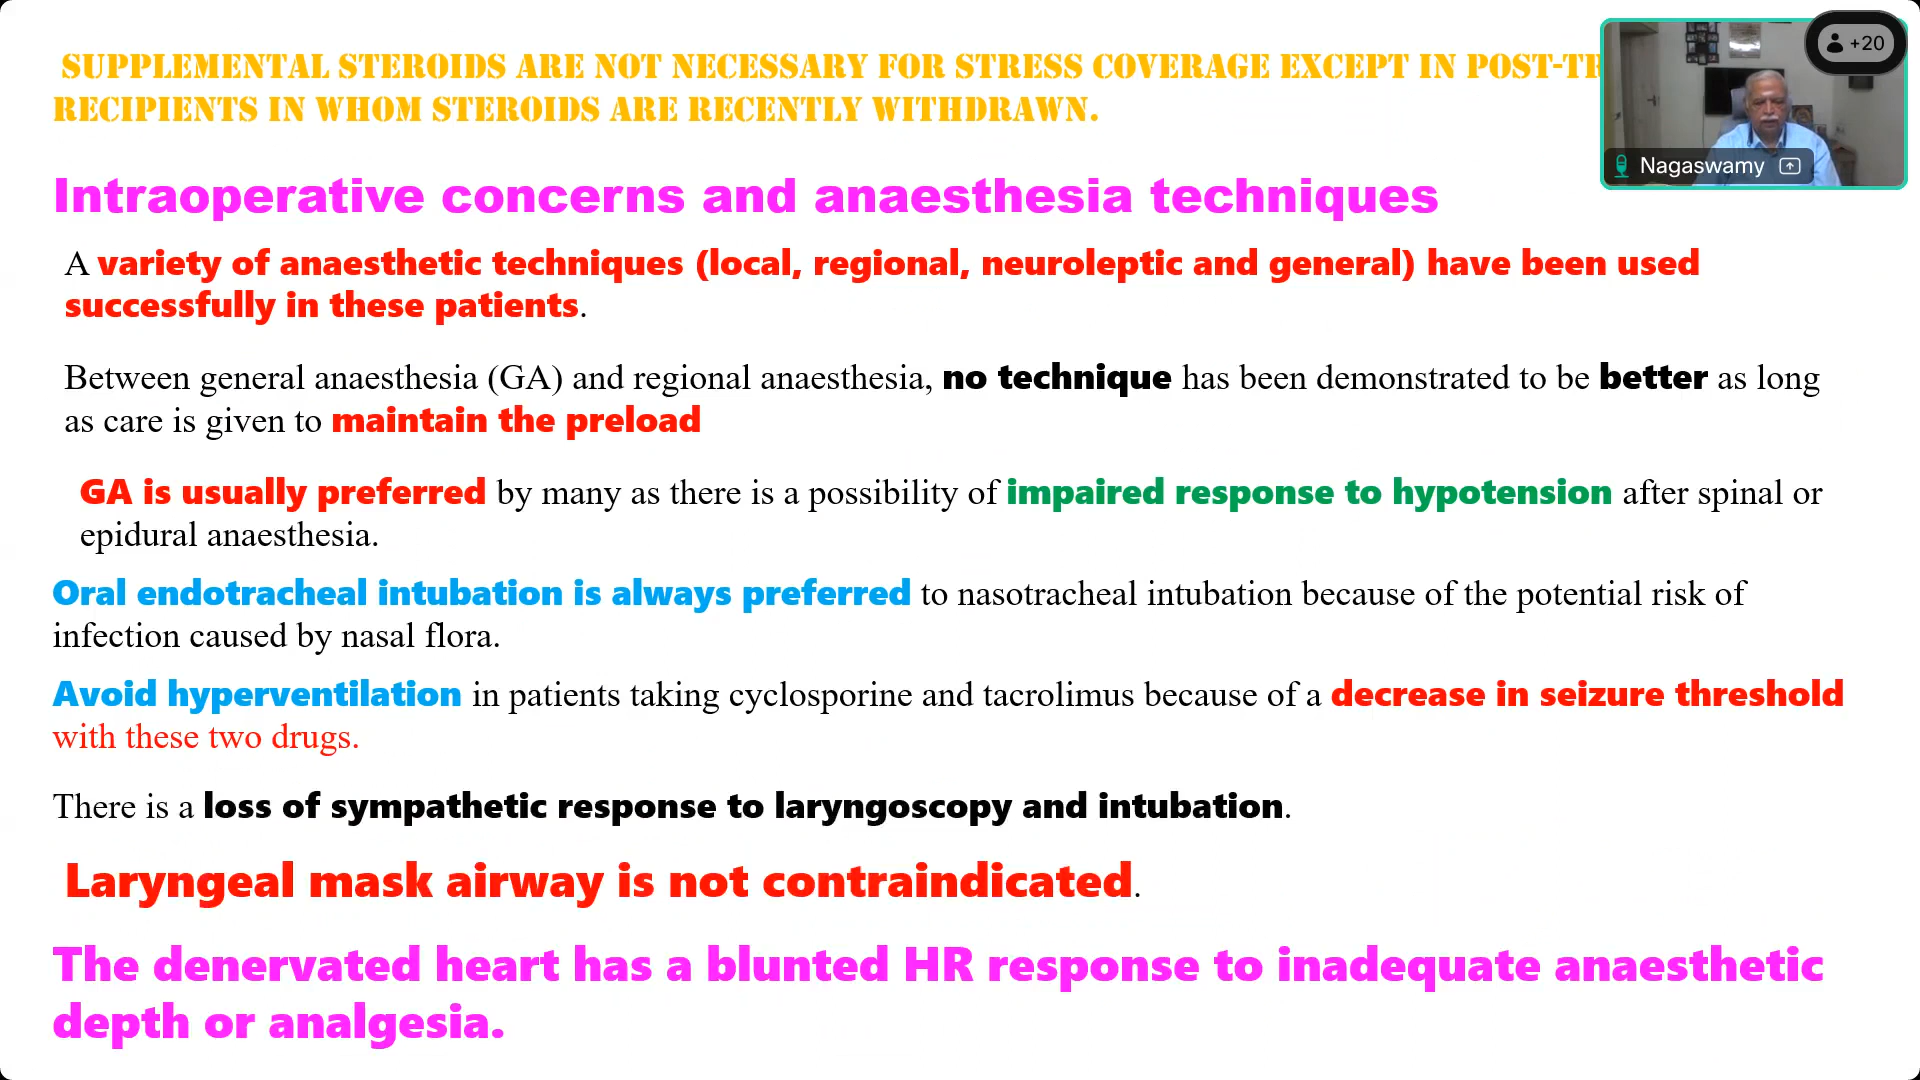 SUPPLEMENTAL STEROIDS ARE NOT NECESSARY FOR STRESS COVERAGE EXCEPT IN
RECIPIENTS IN WHOM STEROIDS ARE RECENTLY WITHDRAWN.
+20
Nagaswamy
Intraoperative concerns and anaesthesia techniques
A variety of anaesthetic techniques (local, regional, neuroleptic and general) have been used
successfully in these patients.
Between general anaesthesia (GA) and regional anaesthesia, no technique has been demonstrated to be better as long
as care is given to maintain the preload
GA is usually preferred by many as there is a possibility of impaired response to hypotension after spinal or
epidural anaesthesia.
Oral endotracheal intubation is always preferred to nasotracheal intubation because of the potential risk of
infection caused by nasal flora.
Avoid hyperventilation in patients taking cyclosporine and tacrolimus because of a decrease in seizure threshold
with these two drugs.
There is a loss of sympathetic response to laryngoscopy and intubation.
Laryngeal mask airway is not contraindicated.
The denervated heart has a blunted HR response to inadequate anaesthetic
depth or analgesia.